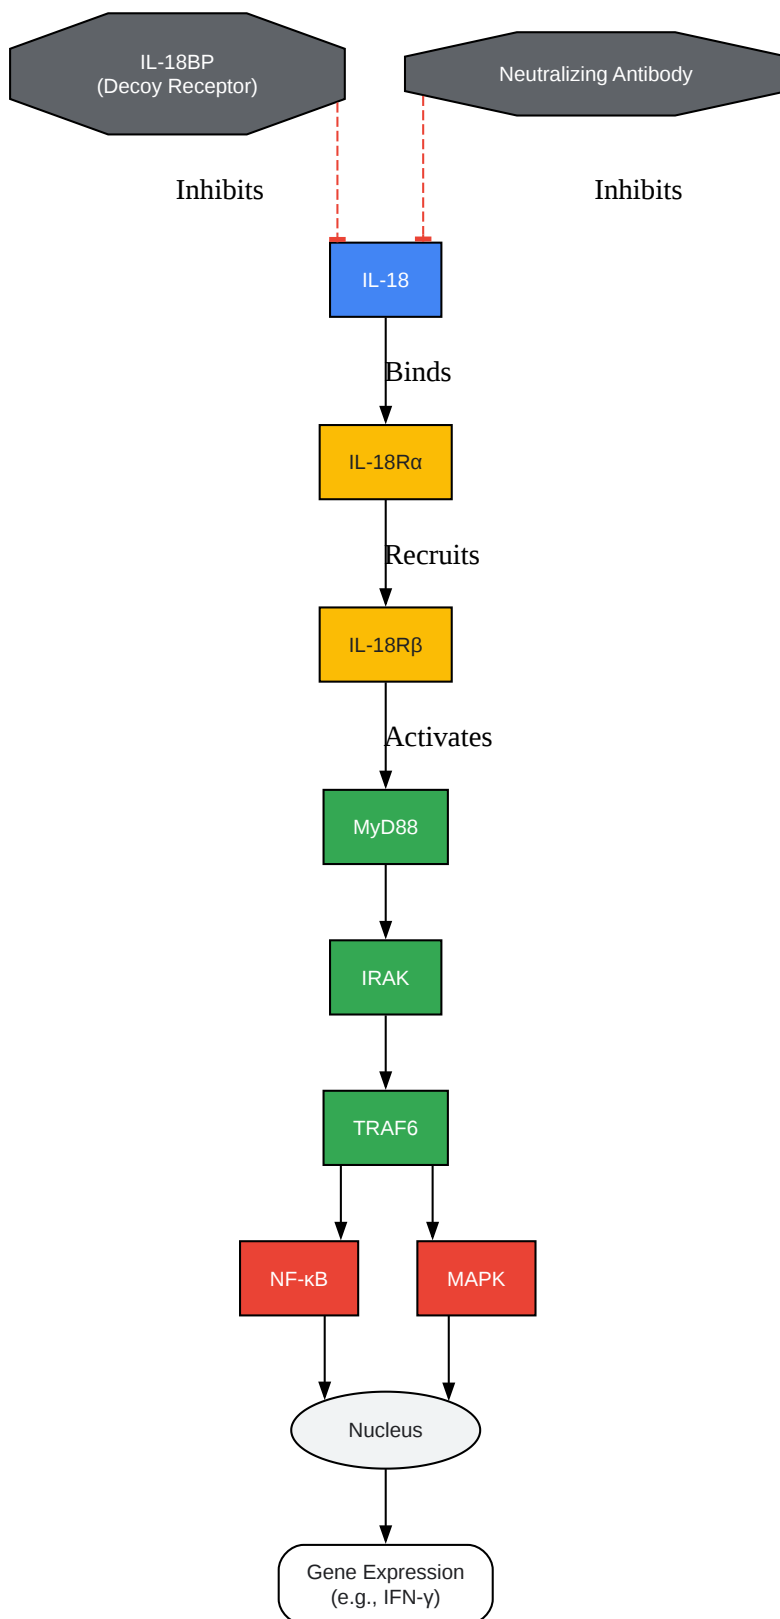 IL-18BP
(Decoy Receptor)
Neutralizing Antibody
Inhibits
Inhibits
IL-18
Binds
IL-18Rα
Recruits
IL-18Rβ
Activates
MyD88
IRAK
TRAF6
NF-κB
MAPK
Nucleus
Gene Expression
(e.g., IFN-γ)